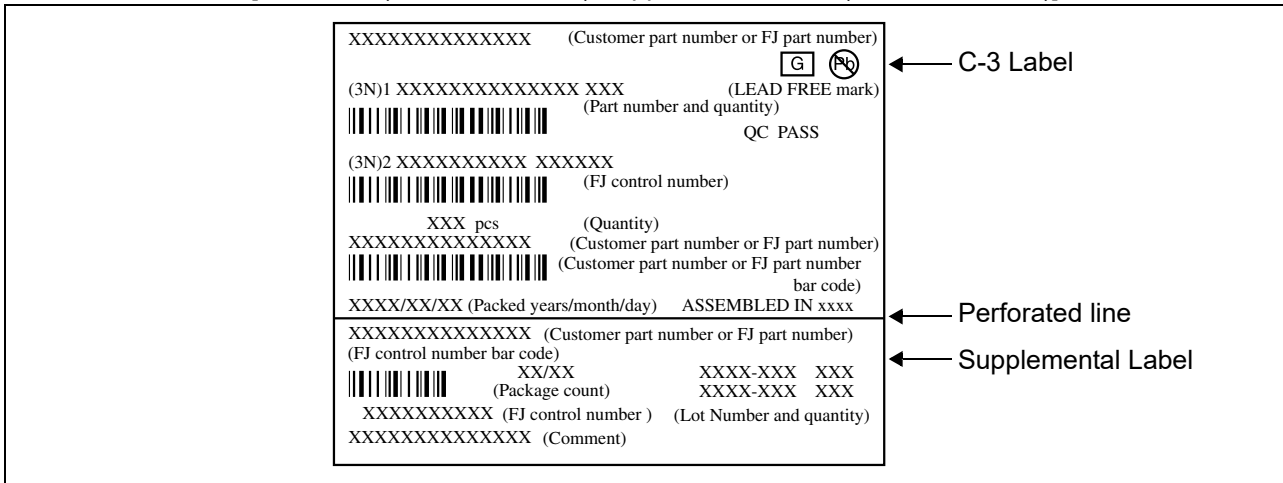 XXXXXXXXXXXXXX (Customer part number or FJ part number)
G Pb
C-3 Label
(3N)1 XXXXXXXXXXXXXX XXX (LEAD FREE mark)
(Part number and quantity)
QC PASS
(3N)2 XXXXXXXXXX XXXXXX
(FJ control number)
XXX pcs (Quantity)
XXXXXXXXXXXXXX (Customer part number or FJ part number)
(Customer part number or FJ part number
bar code)
XXXX/XX/XX (Packed years/month/day) ASSEMBLED IN xxxx
Perforated line
XXXXXXXXXXXXXX (Customer part number or FJ part number)
(FJ control number bar code)
Supplemental Label
XX/XX XXXX-XXX XXX
(Package count) XXXX-XXX XXX
XXXXXXXXXX (FJ control number ) (Lot Number and quantity)
XXXXXXXXXXXXXX (Comment)